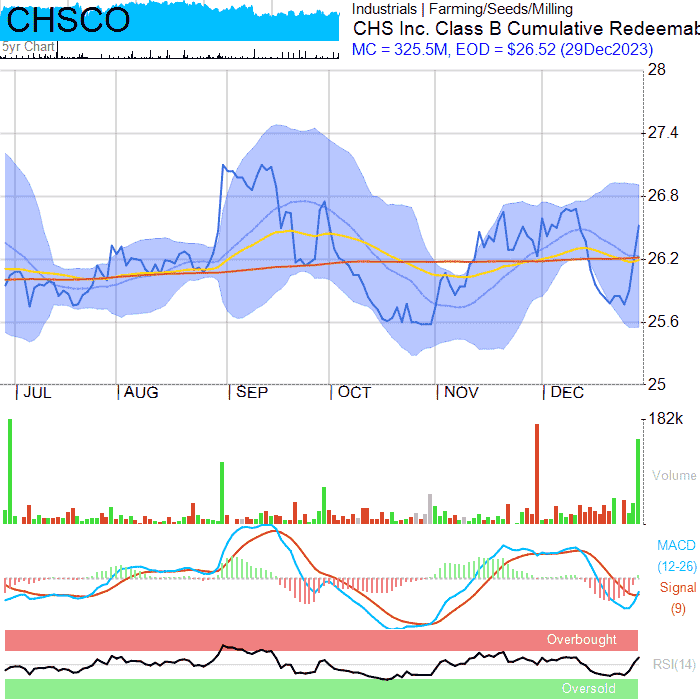 CHSCO
5yr Chart
Industrials | Farming/Seeds/Milling
CHS Inc. Class B Cumulative Redeemab
MC = 325.5M, EOD = $26.52 (29Dec2023)
28
27.4
26.8
26.2
25.6
25
JUL AUG SEP OCT NOV DEC
182k
Volume
MACD
(12-26)
Signal
(9)
Overbought
RSI(14)
Oversold